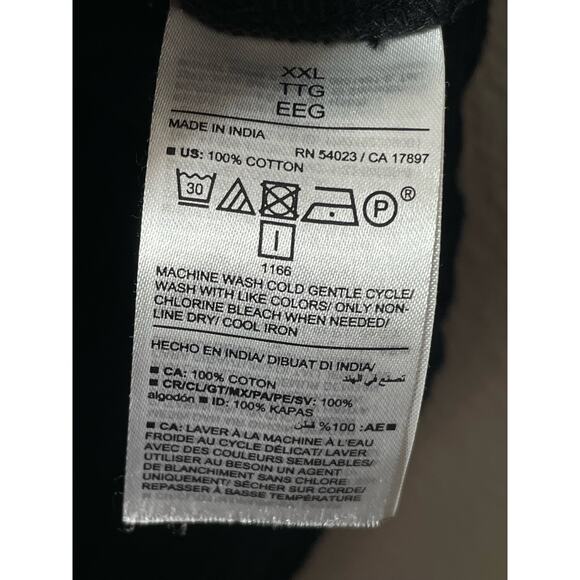 XXL
TTG
EEG
MADE IN INDIA RN 54023 / CA 17897
■ US: 100% COTTON
30 P ®
1166
MACHINE WASH COLD GENTLE CYCLE/
WASH WITH LIKE COLORS/ ONLY NON-
CHLORINE BLEACH WHEN NEEDED/
LINE DRY/ COOL IRON
HECHO EN INDIA/ DIBUAT DI INDIA/
تصنع في الهند
■ CA: 100% COTON
■ CR/CL/GT/MX/PA/PE/SV: 100%
algodón ■ ID: 100% KAPAS
■ AE: 100% قطن
■ CA: LAVER À LA MACHINE À L'EAU
FROIDE AU CYCLE DÉLICAT/ LAVER
AVEC DES COULEURS SEMBLABLES/
UTILISER AU BESOIN UN AGENT
DE BLANCHIMENT SANS CHLORE
UNIQUEMENT/ SÉCHER SUR CORDE/
REPASSER À BASSE TEMPÉRATURE